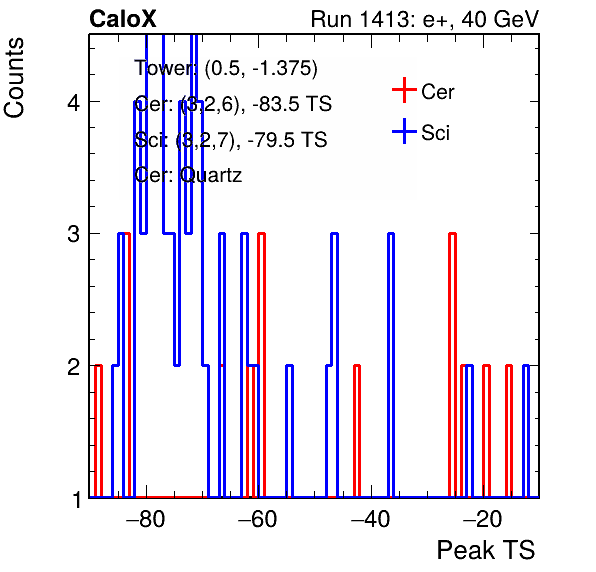 CaloX Run 1413: e+, 40 GeV
Counts
Tower: (0.5, -1.375)
Cer: (3,2,6), -83.5 TS
Sci: (3,2,7), -79.5 TS
Cer: Quartz
Cer
Sci
4
3
2
1
−80 −60 −40 −20
Peak TS